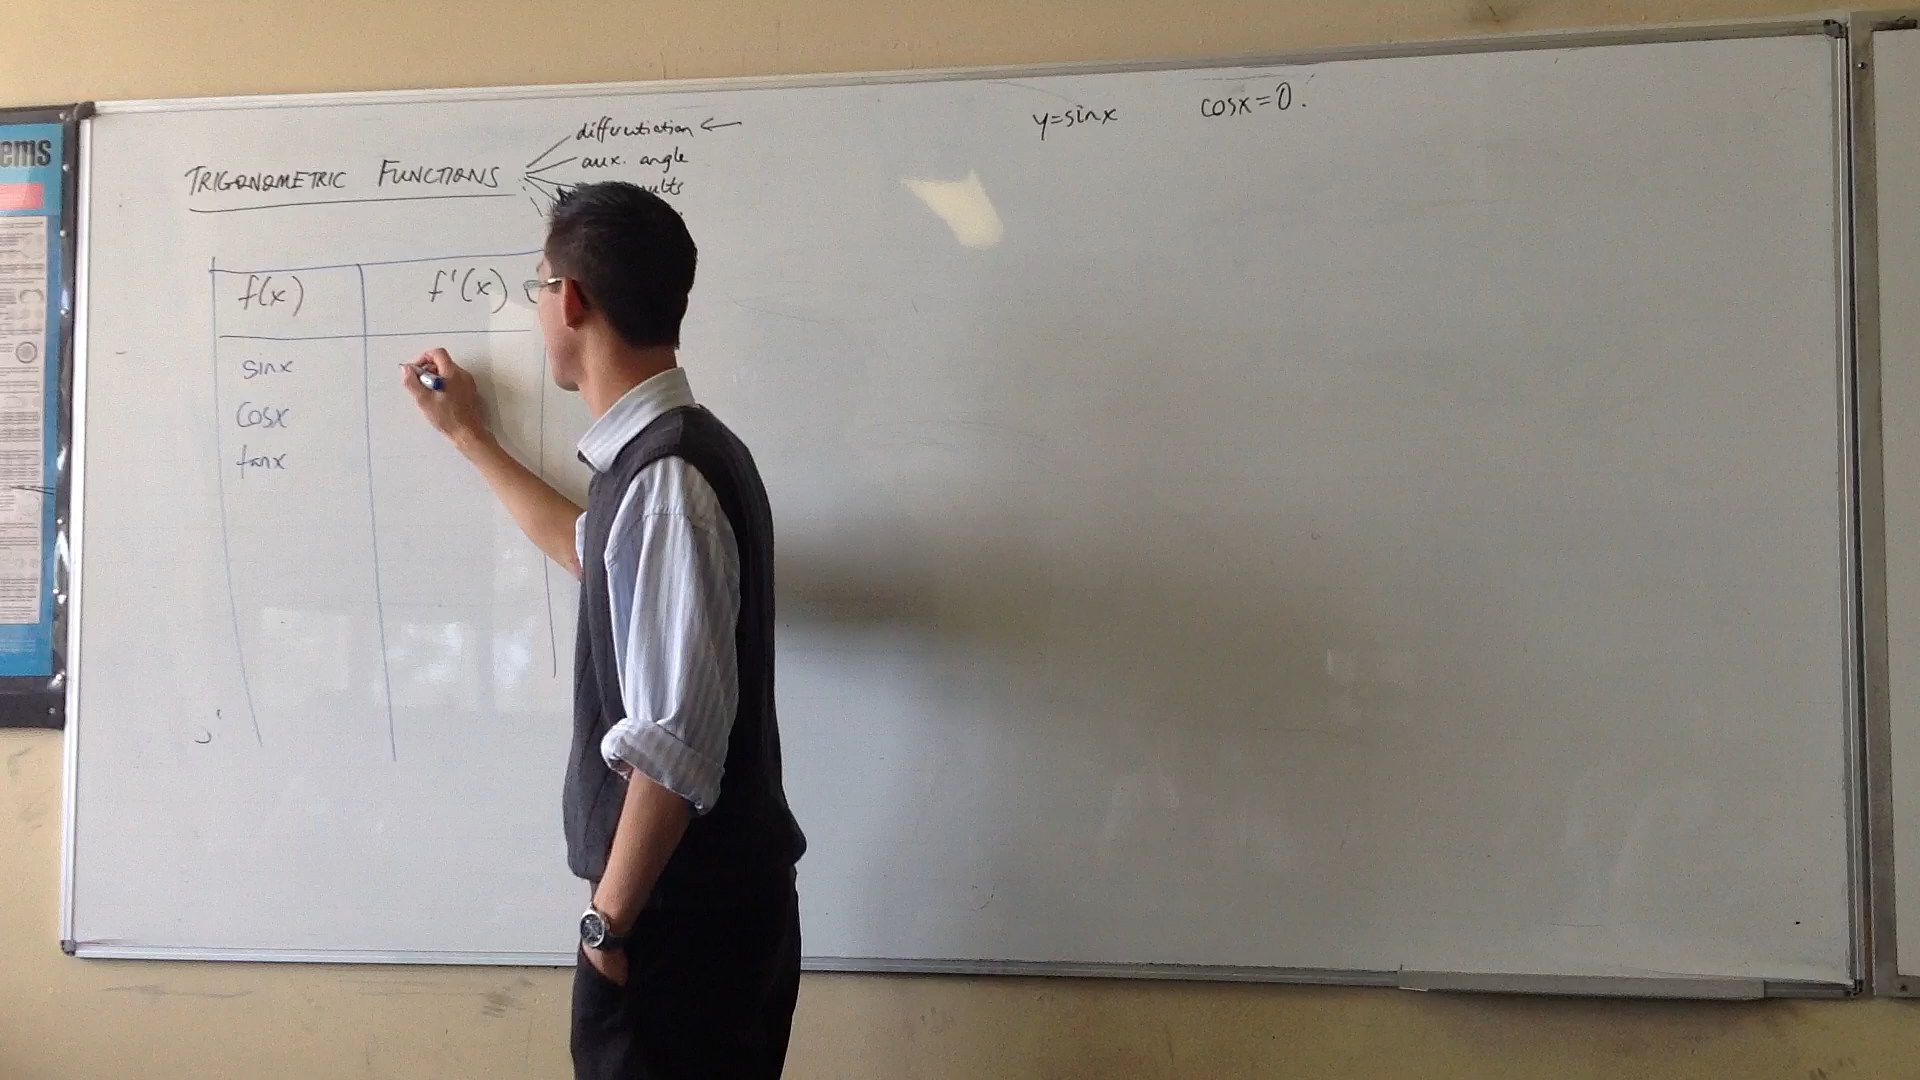 differentiation ←
aux. angle
TRIGONOMETRIC FUNCTIONS
y=sinx
cosx=0.
f(x)
f'(x)
sinx
cosx
tanx
ems